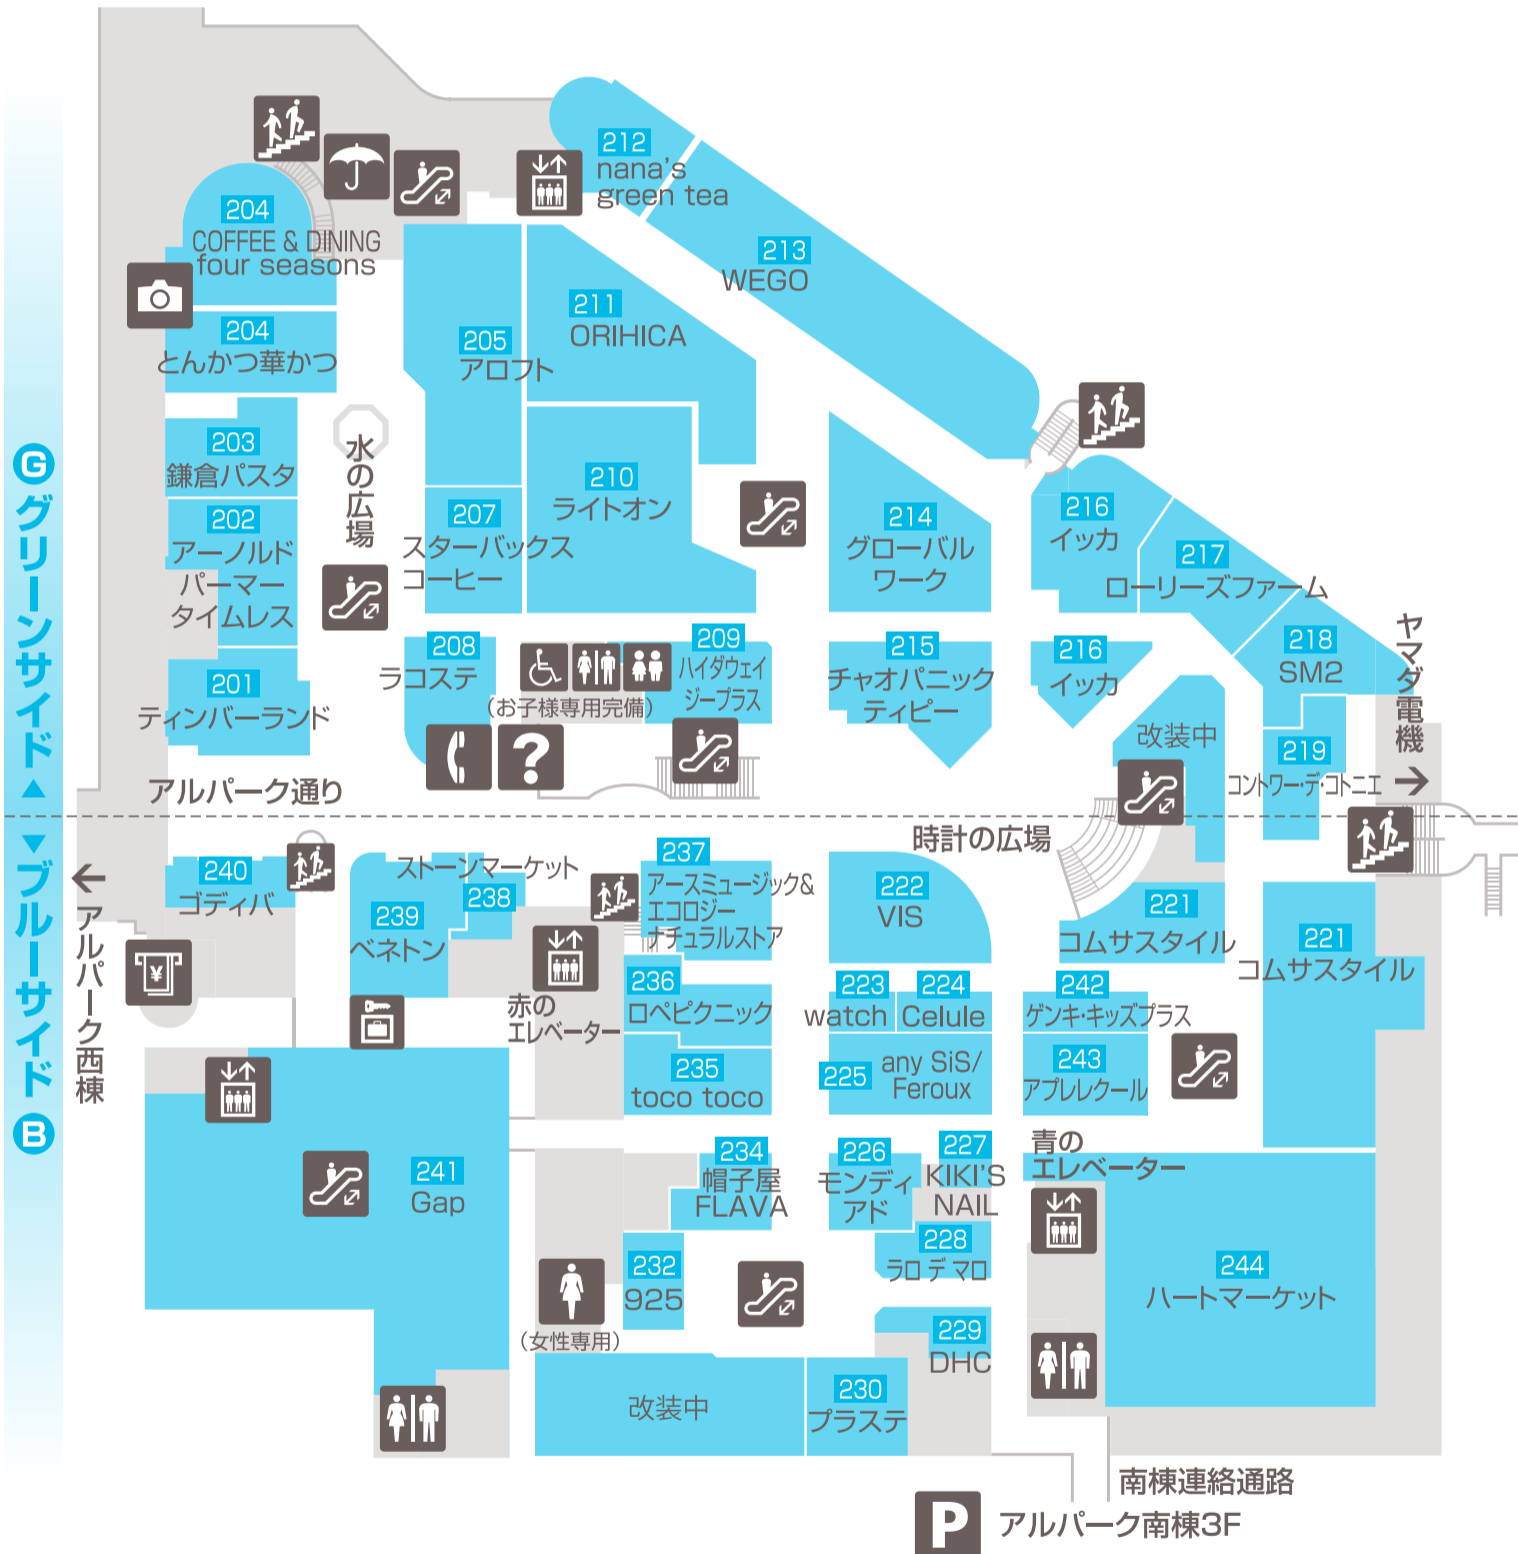 G グリーンサイド▲
▼ブルーサイド B
212
nana's
green tea
204
COFFEE & DINING
four seasons
213
WEGO
211
ORIHICA
204
とんかつ華かつ
205
アロフト
203
鎌倉パスタ
水の広場
210
ライトオン
202
アーノルド
パーマー
タイムレス
207
スターバックス
コーヒー
214
グローバル
ワーク
216
イッカ
217
ローリーズファーム
208
ラコステ
209
ハイダウェイ
ジープラス
(お子様専用完備)
215
チャオパニック
ティピー
216
イッカ
218
SM2
ヤマダ電機
→
201
ティンバーランド
?
改装中
219
コントワー・デ・コトニエ
アルパーク通り
時計の広場
←
アルパーク西棟
240
ゴディバ
ストーンマーケット
238
239
ベネトン
237
アースミュージック&
エコロジー
ナチュラルストア
222
VIS
221
コムサスタイル
221
コムサスタイル
¥
赤の
エレベーター
236
ロペピクニック
223
watch
224
Celule
242
ゲンキ・キッズプラス
235
toco toco
225
any SiS/
Feroux
243
アプレレクール
241
Gap
234
帽子屋
FLAVA
226
モンディ
アド
227
KIKI'S
NAIL
青の
エレベーター
228
ラロ デ マロ
232
925
(女性専用)
244
ハートマーケット
229
DHC
改装中
230
プラステ
南棟連絡通路
P アルパーク南棟3F